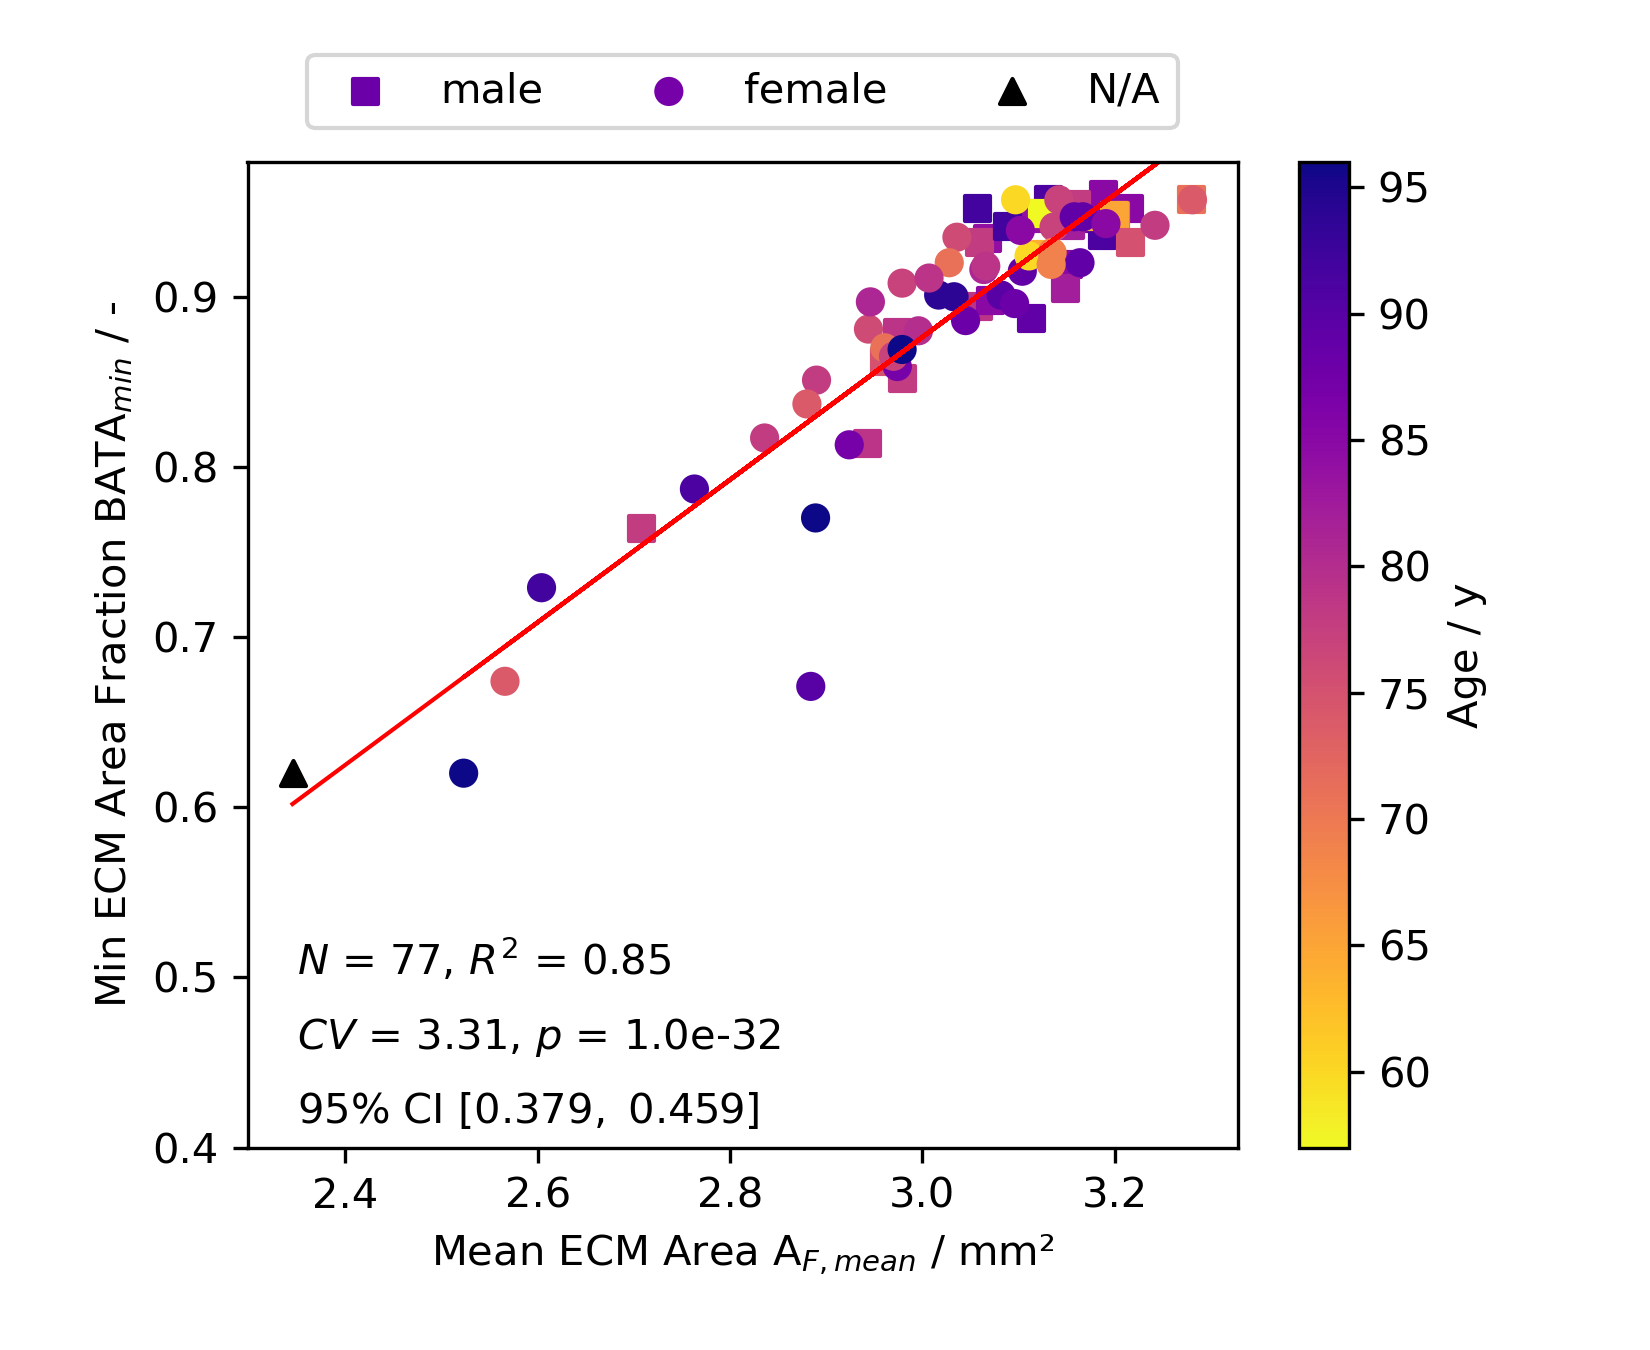 male female N/A
Min ECM Area Fraction BATA_min / -
0.9
0.8
0.7
0.6
0.5
0.4
N = 77, R² = 0.85
CV = 3.31, p = 1.0e-32
95% CI [0.379, 0.459]
2.4 2.6 2.8 3.0 3.2
Mean ECM Area A_F,mean / mm²
95
90
85
80
75
70
65
60
Age / y